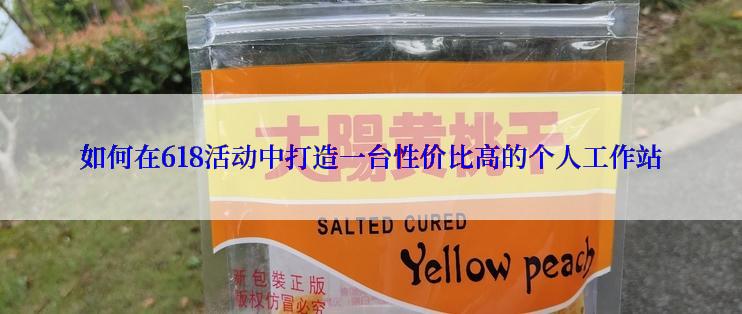 太陽黄桃干
如何在618活动中打造一台性价比高的个人工作站
SALTED CURED
Yellow peach
新包裝正版
版权仿冒必究